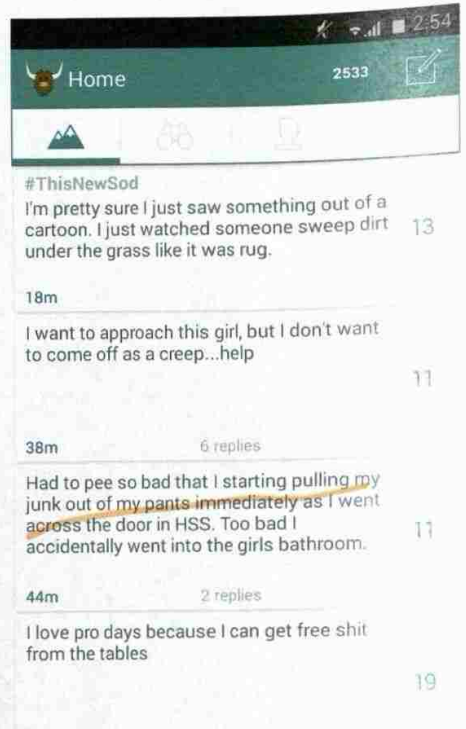 2:54
Home
2533
#ThisNewSod
I'm pretty sure I just saw something out of a
cartoon. I just watched someone sweep dirt
under the grass like it was rug.
13
18m
I want to approach this girl, but I don't want
to come off as a creep...help
11
38m
6 replies
Had to pee so bad that I starting pulling my
junk out of my pants immediately as I went
across the door in HSS. Too bad I
accidentally went into the girls bathroom.
11
44m
2 replies
I love pro days because I can get free shit
from the tables
19